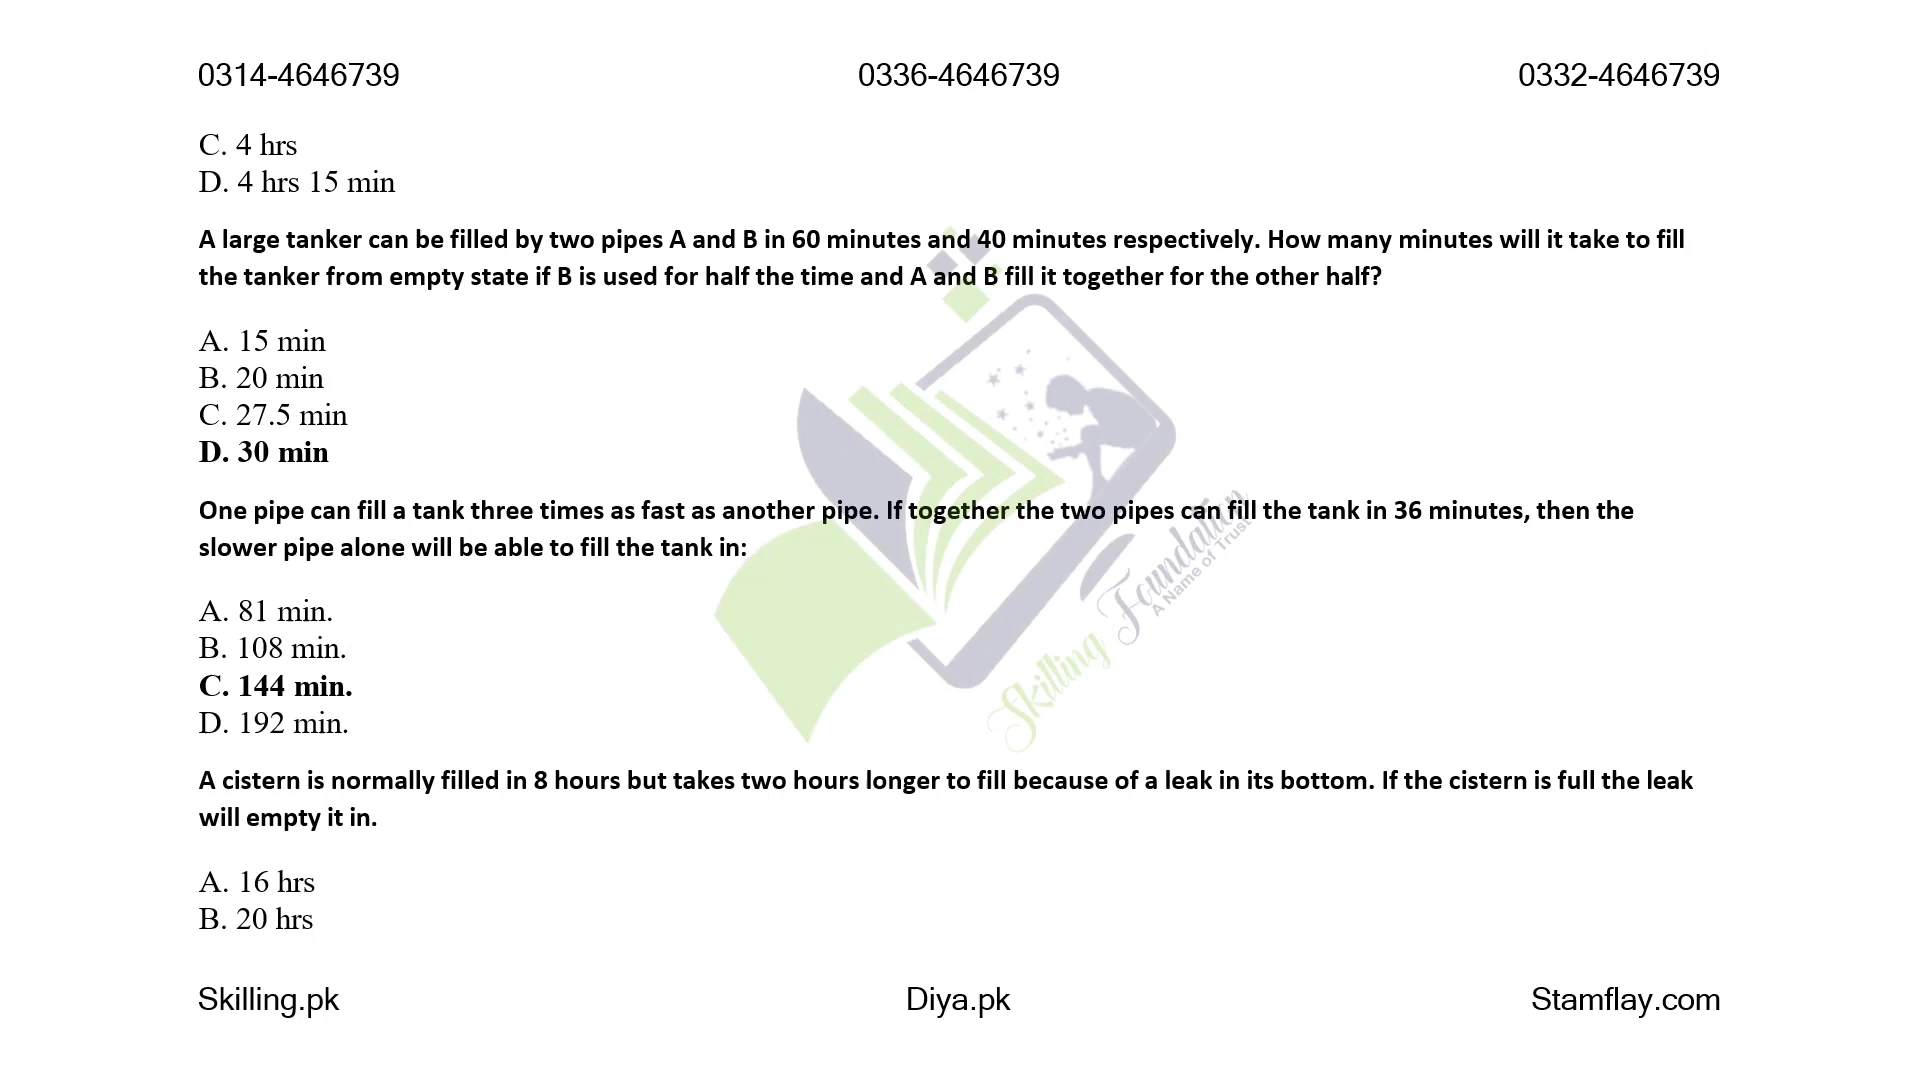 0314-4646739 0336-4646739 0332-4646739
C. 4 hrs
D. 4 hrs 15 min
A large tanker can be filled by two pipes A and B in 60 minutes and 40 minutes respectively. How many minutes will it take to fill
the tanker from empty state if B is used for half the time and A and B fill it together for the other half?
A. 15 min
B. 20 min
C. 27.5 min
D. 30 min
One pipe can fill a tank three times as fast as another pipe. If together the two pipes can fill the tank in 36 minutes, then the
slower pipe alone will be able to fill the tank in:
A. 81 min.
B. 108 min.
C. 144 min.
D. 192 min.
Skilling Foundation
A Name of Trust
A cistern is normally filled in 8 hours but takes two hours longer to fill because of a leak in its bottom. If the cistern is full the leak
will empty it in.
A. 16 hrs
B. 20 hrs
Skilling.pk Diya.pk Stamflay.com